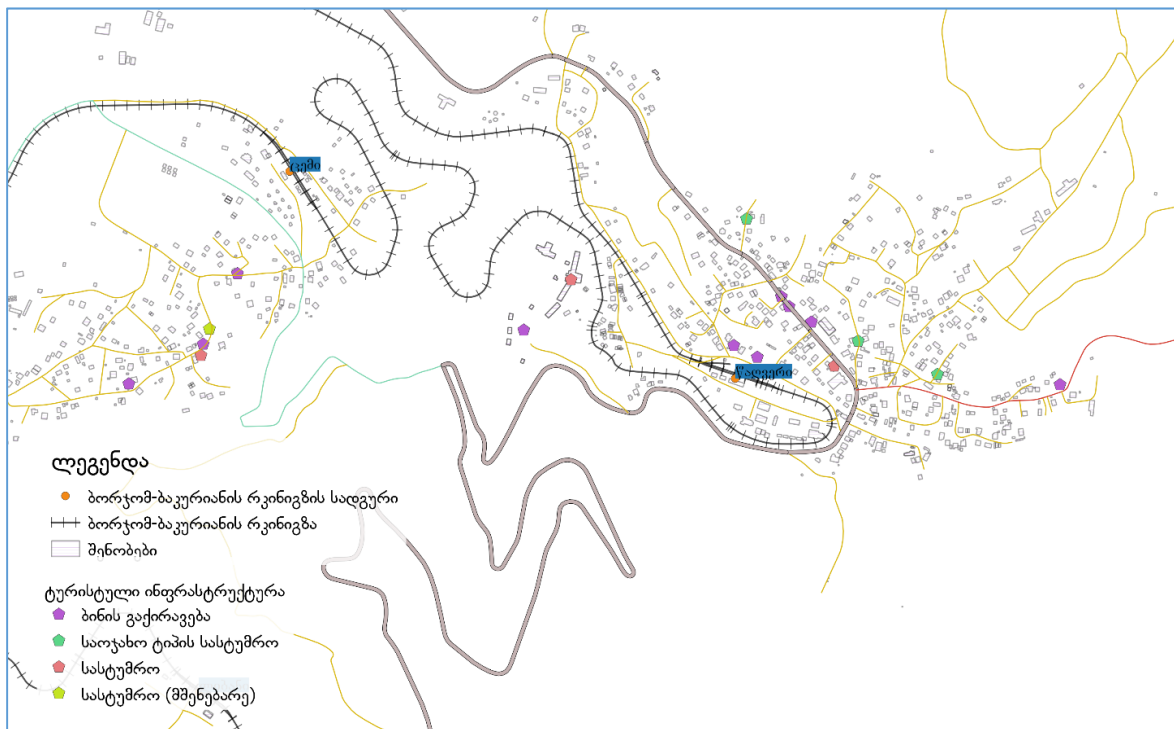 ცემი
წაღვერი
ლეგენდა
ბორჯომ-ბაკურიანის რკინიგზის სადგური
ბორჯომ-ბაკურიანის რკინიგზა
შენობები
ტურისტული ინფრასტრუქტურა
ბინის გაქირავება
საოჯახო ტიპის სასტუმრო
სასტუმრო
სასტუმრო (მშენებარე)